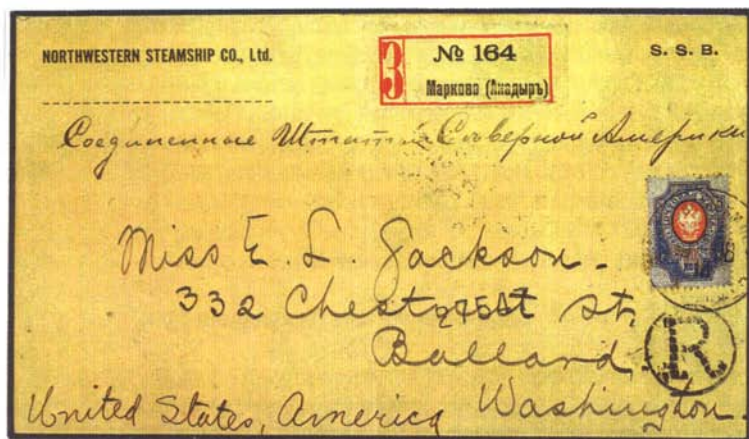 NORTHWESTERN STEAMSHIP CO., Ltd.
S. S. B.
З
№ 164
Марково (Анадырь)
Соединенные Штаты Северной Америки
Miss E. L. Jackson.
332 Chestnut St,
Ballard,
Washington.
United States, America
R